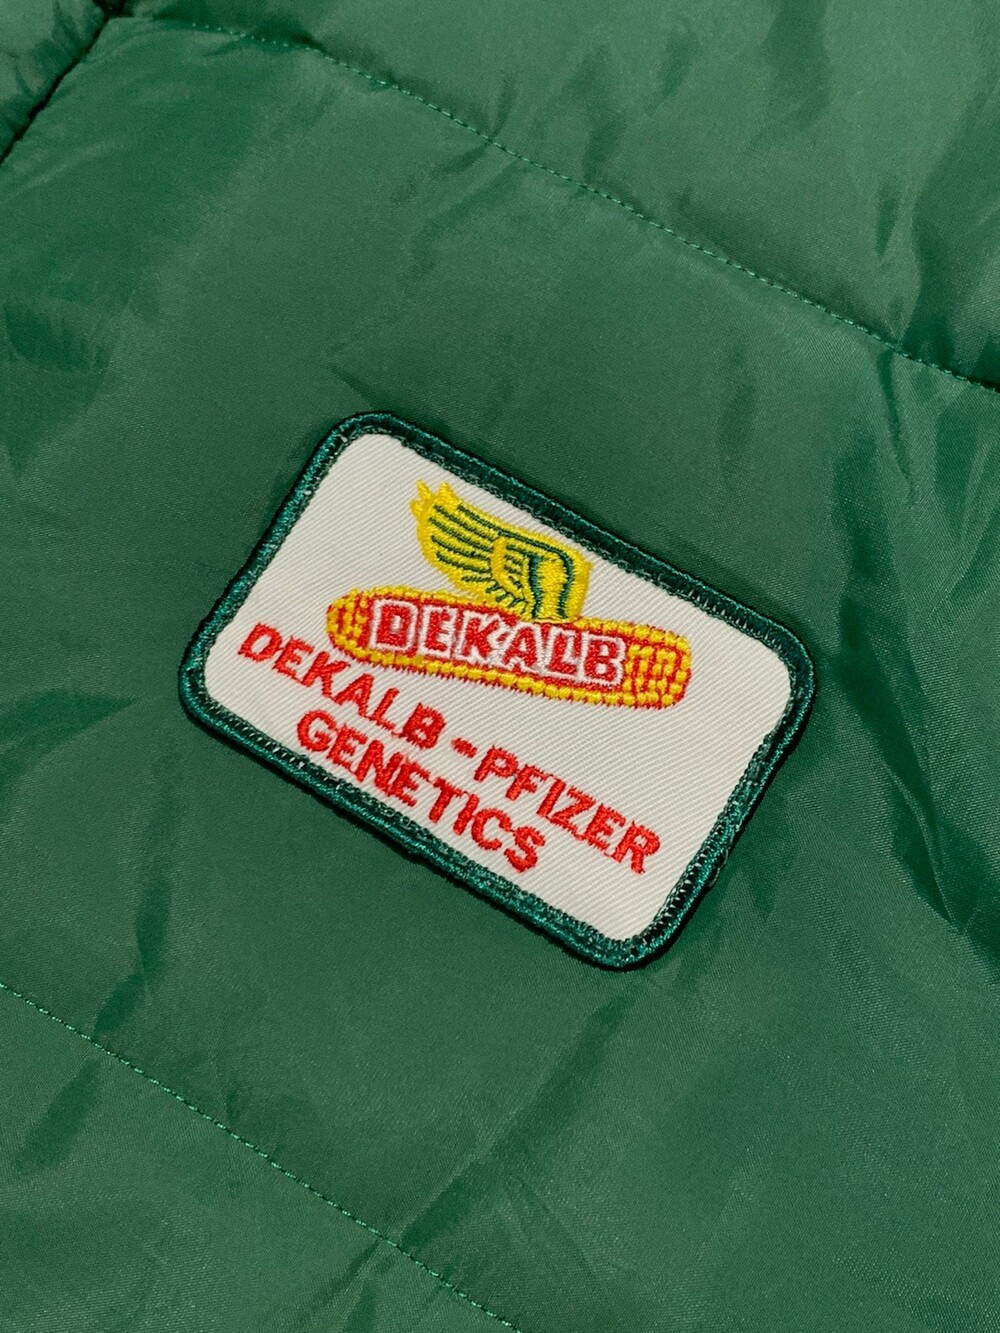 DEKALB
DEKALB - PFIZER
GENETICS